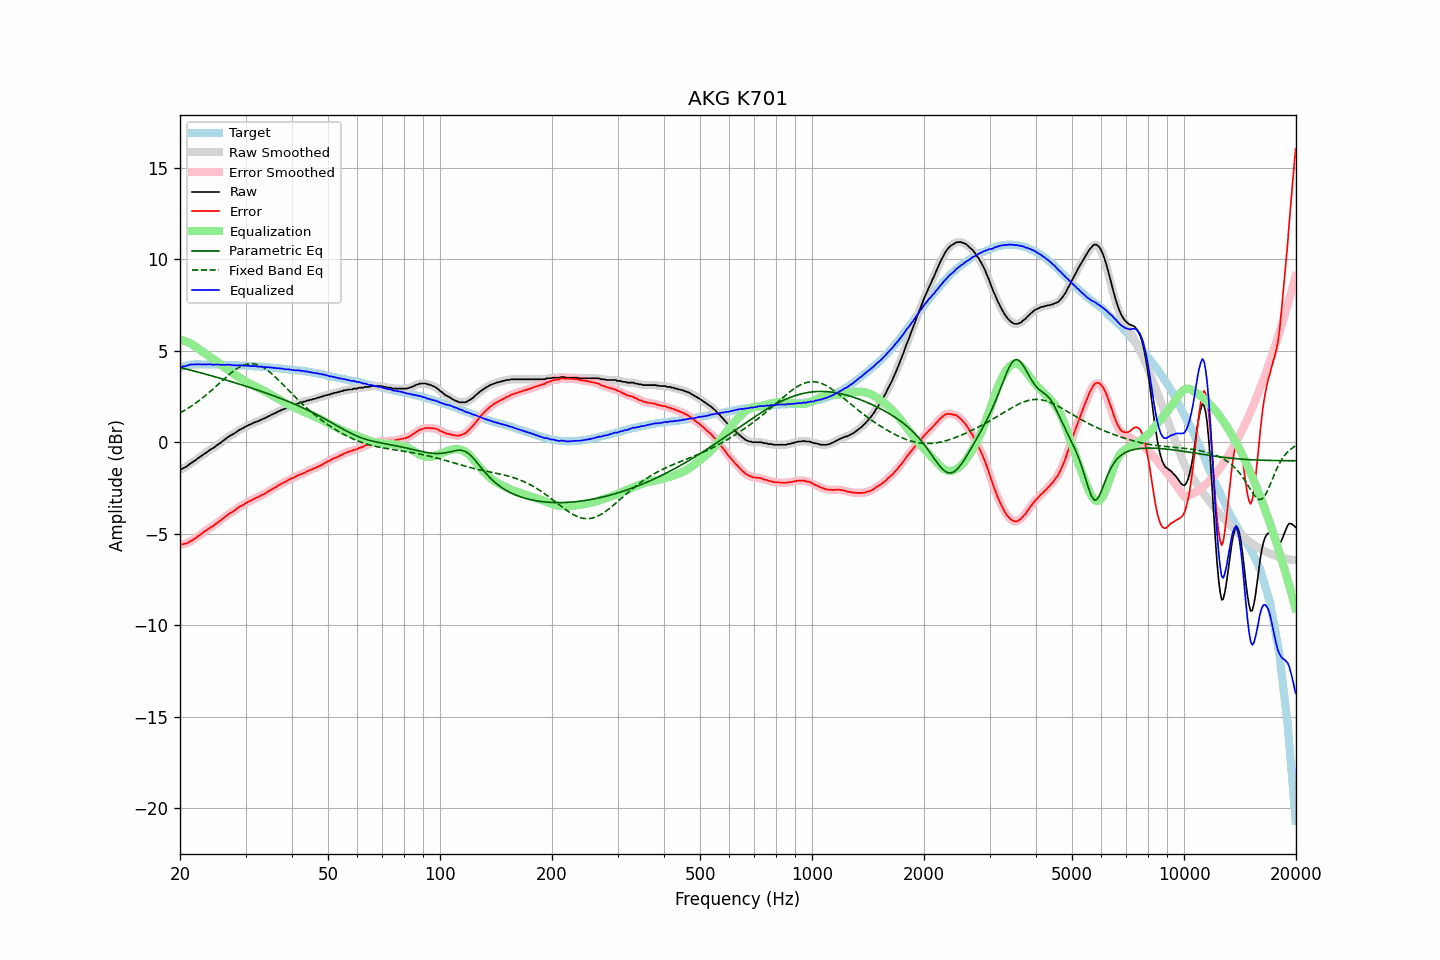 AKG K701
Target
Raw Smoothed
Error Smoothed
Raw
Error
Equalization
Parametric Eq
Fixed Band Eq
Equalized
Amplitude (dBr)
15
10
5
0
−5
−10
−15
−20
20 50 100 200 500 1000 2000 5000 10000 20000
Frequency (Hz)